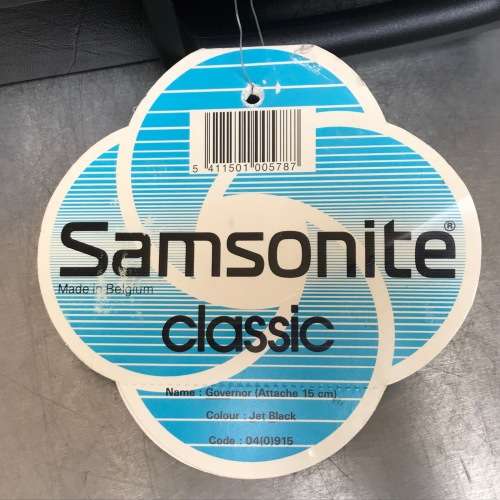 5 411501 005787
Samsonite®
Made in Belgium
classic
Name : Governor (Attache 15 cm)
Colour : Jet Black
Code : 04(0)915